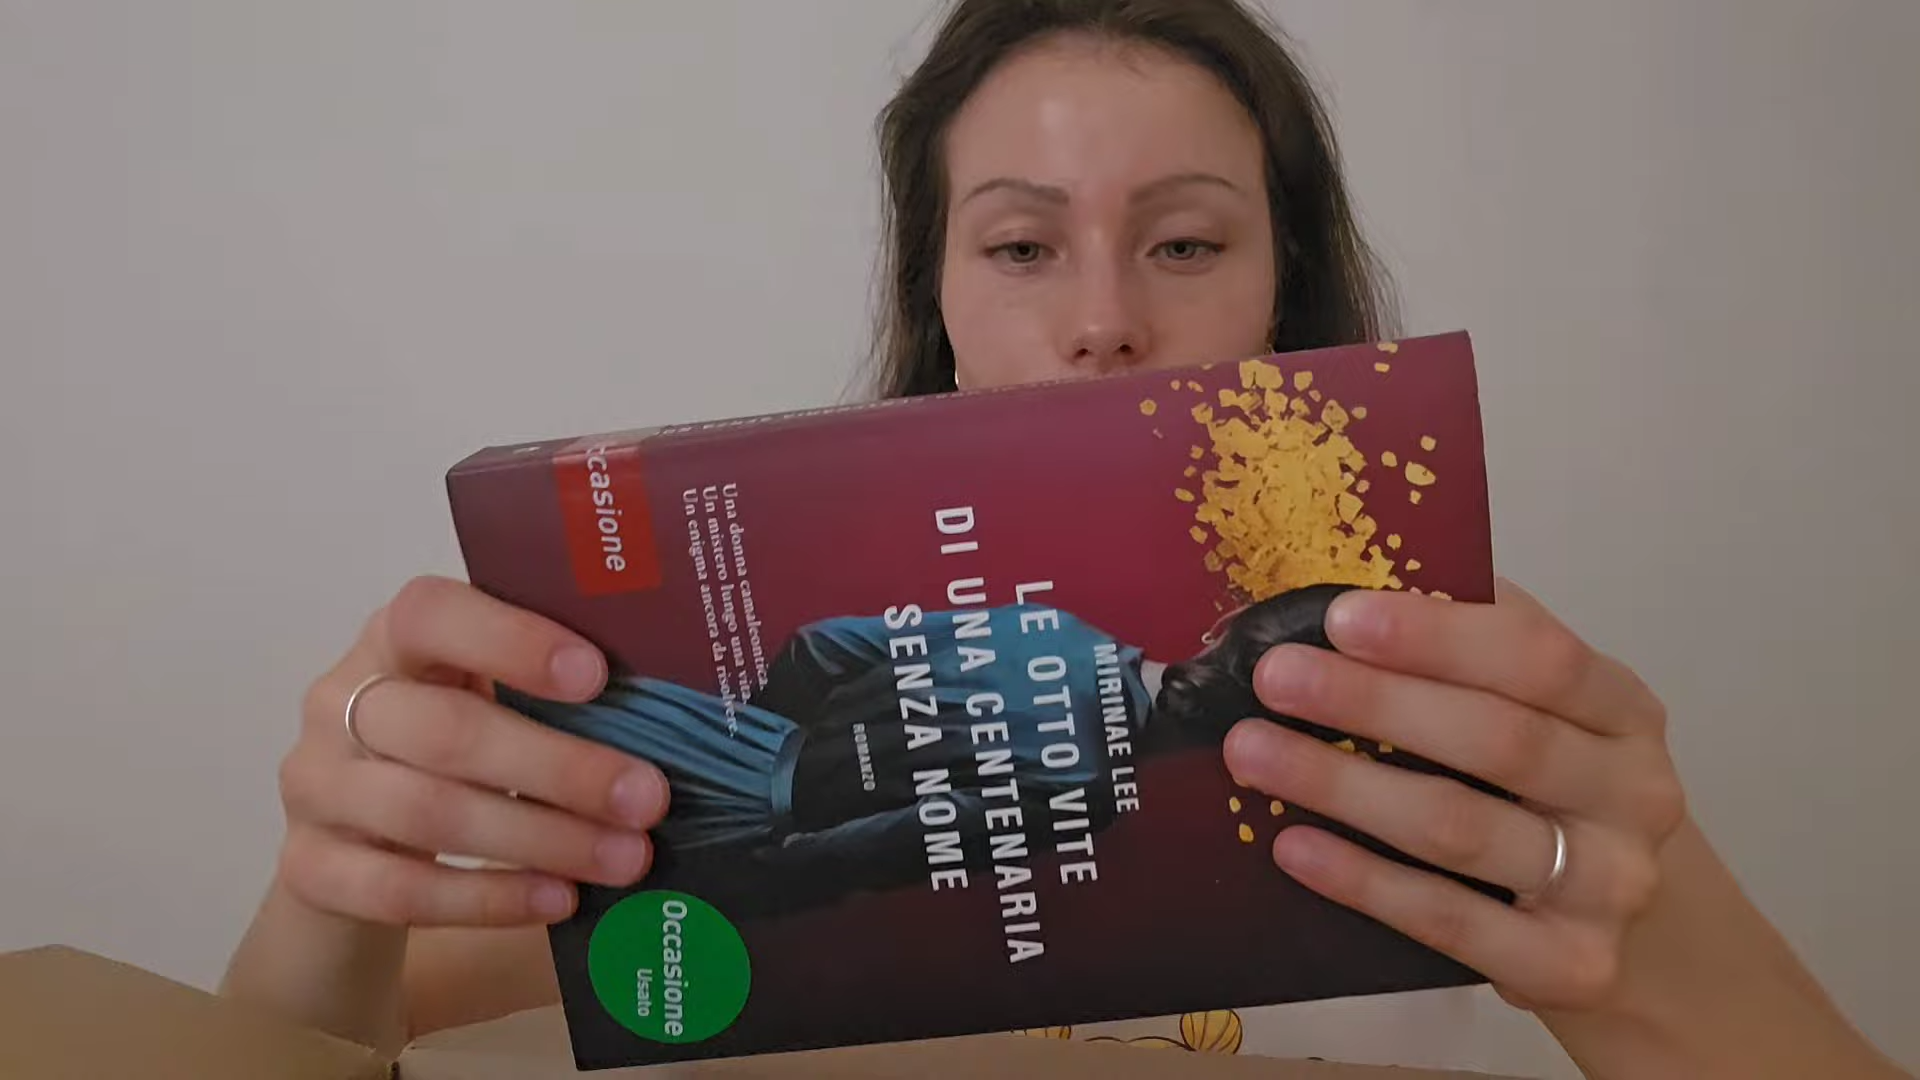 MIRINAE LEE
LE OTTO VITE
DI UNA CENTENARIA
SENZA NOME
ROMANZO
Una donna camaleontica.
Un mistero lungo una vita.
Un enigma ancora da risolvere.
ccasione
Occasione
Usato